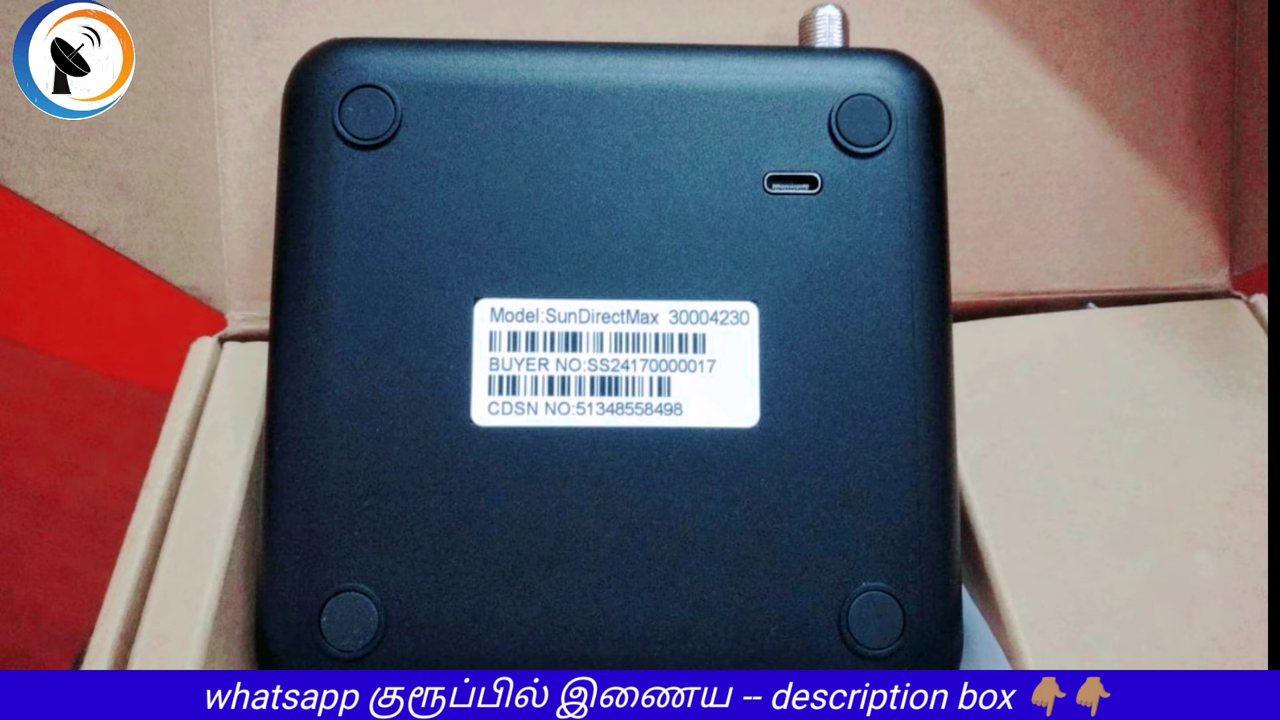 Model:SunDirectMax 30004230
BUYER NO:SS24170000017
CDSN NO:51348558498
whatsapp குரூப்பில் இணைய -- description box 👇🏽👇🏽